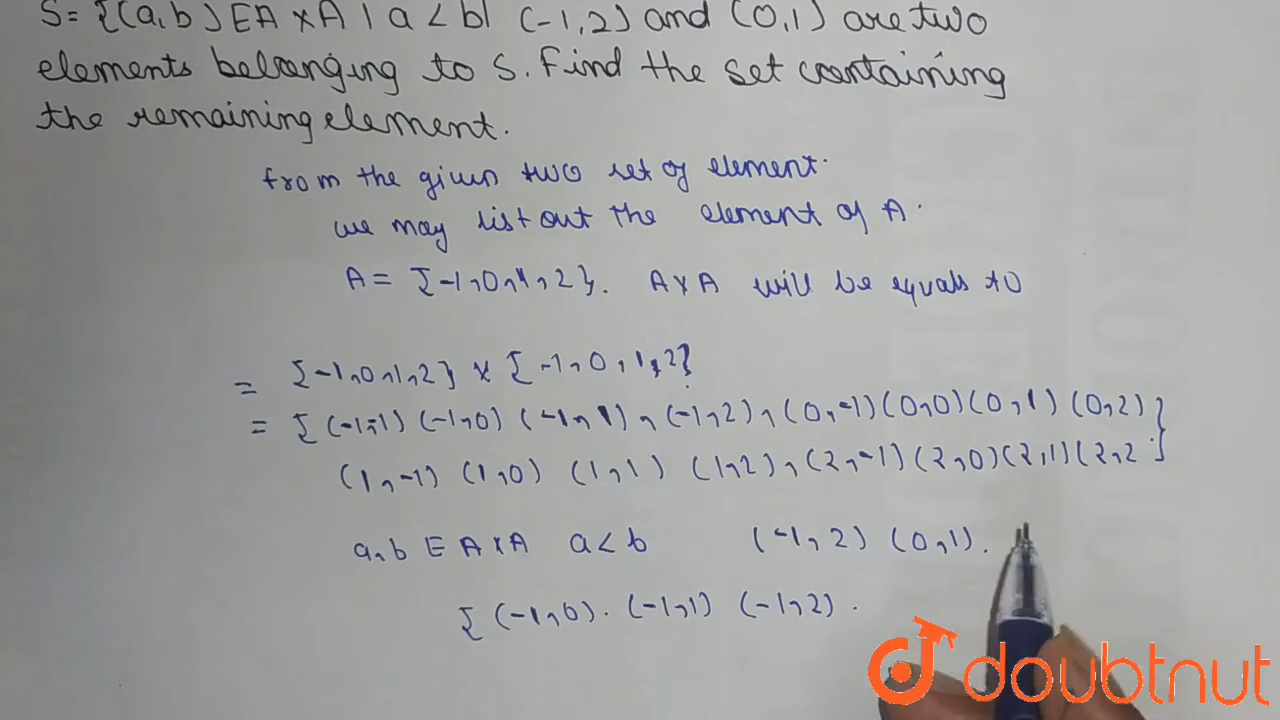 S = {(a,b) ∈ A × A | a < b| (-1,2) and (0,1) are two
elements belonging to S. Find the set containing
the remaining element.
from the given two set of element.
we may list out the element of A.
A = {-1,0,1,2}. A×A will be equals to
= {-1,0,1,2} × {-1,0,1,2}
= {(-1,-1) (-1,0) (-1,1), (-1,2), (0,-1) (0,0) (0,1) (0,2)
(1,-1) (1,0) (1,1) (1,2), (2,-1) (2,0) (2,1) (2,2}
a,b ∈ A×A a<b (-1,2) (0,1).
{(-1,0). (-1,1) (-1,2).
doubtnut